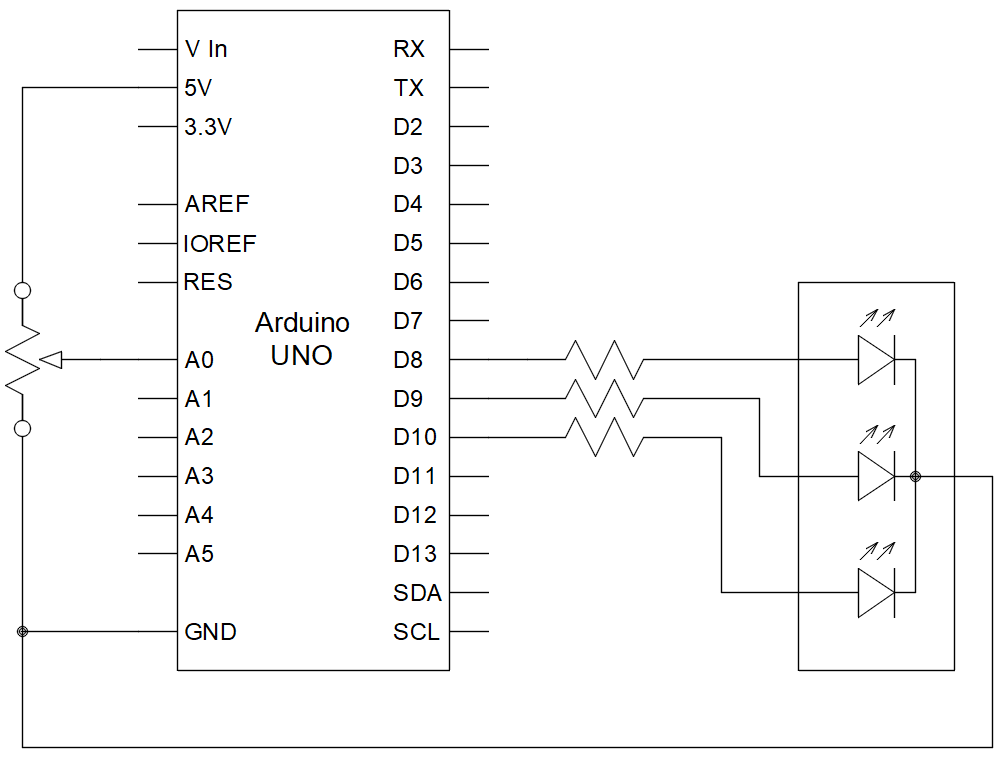 V In
5V
3.3V
AREF
IOREF
RES
A0
A1
A2
A3
A4
A5
GND
Arduino
UNO
RX
TX
D2
D3
D4
D5
D6
D7
D8
D9
D10
D11
D12
D13
SDA
SCL